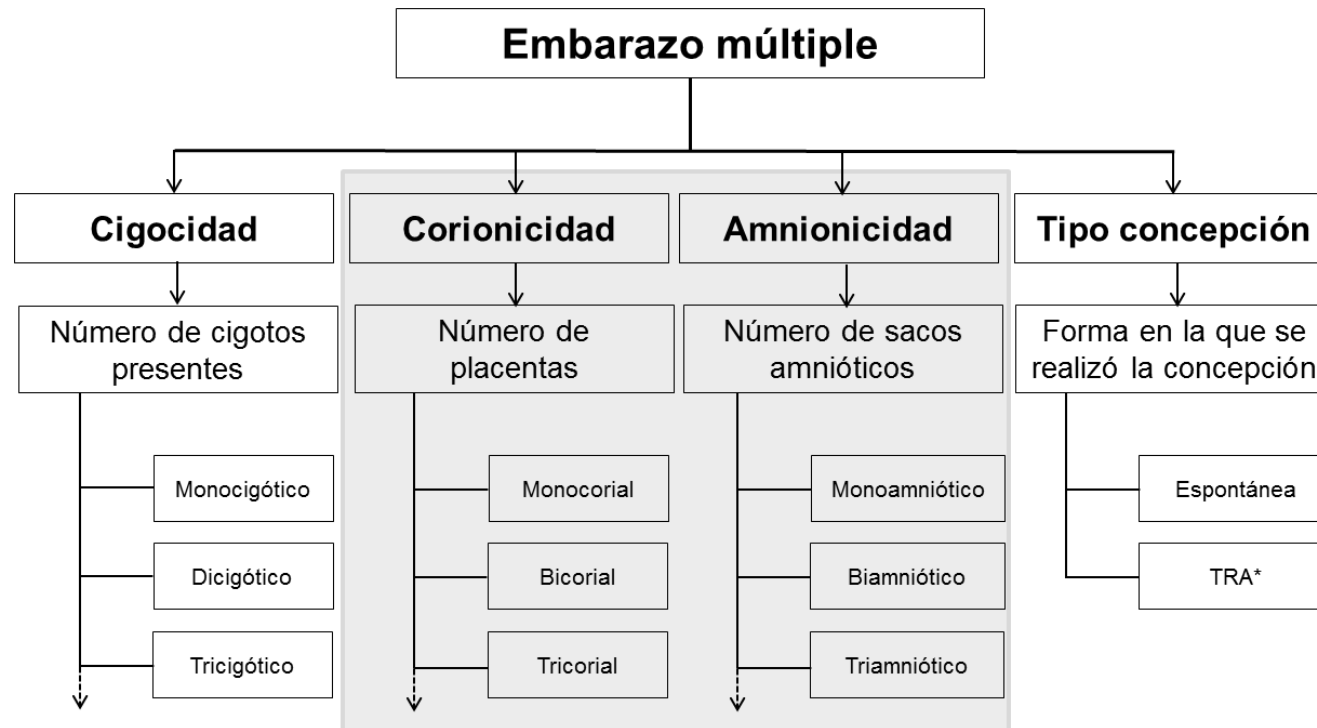 Embarazo múltiple
Cigocidad
Corionicidad
Amnionicidad
Tipo concepción
Número de cigotos
presentes
Número de
placentas
Número de sacos
amnióticos
Forma en la que se
realizó la concepción
Monocigótico
Dicigótico
Tricigótico
Monocorial
Bicorial
Tricorial
Monoamniótico
Biamniótico
Triamniótico
Espontánea
TRA*